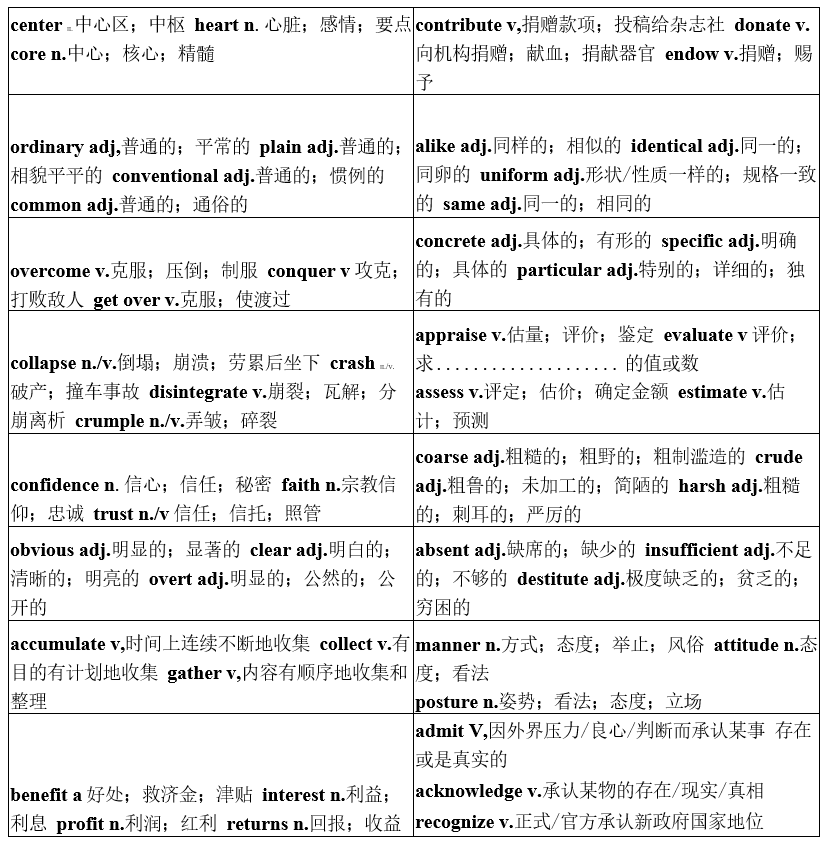 center n.中心区；中枢 heart n. 心脏；感情；要点
core n.中心；核心；精髓
contribute v,捐赠款项；投稿给杂志社 donate v.
向机构捐赠；献血；捐献器官 endow v.捐赠；赐
予
ordinary adj,普通的；平常的 plain adj.普通的；
相貌平平的 conventional adj.普通的；惯例的
common adj.普通的；通俗的
alike adj.同样的；相似的 identical adj.同一的；
同卵的 uniform adj.形状/性质一样的；规格一致
的 same adj.同一的；相同的
overcome v.克服；压倒；制服 conquer v 攻克；
打败敌人 get over v.克服；使渡过
concrete adj.具体的；有形的 specific adj.明确
的；具体的 particular adj.特别的；详细的；独
有的
collapse n./v.倒塌；崩溃；劳累后坐下 crash n./v.
破产；撞车事故 disintegrate v.崩裂；瓦解；分
崩离析 crumple n./v.弄皱；碎裂
appraise v.估量；评价；鉴定 evaluate v 评价；
求.................... 的值或数
assess v.评定；估价；确定金额 estimate v.估
计；预测
confidence n. 信心；信任；秘密 faith n.宗教信
仰；忠诚 trust n./v 信任；信托；照管
coarse adj.粗糙的；粗野的；粗制滥造的 crude
adj.粗鲁的；未加工的；简陋的 harsh adj.粗糙
的；刺耳的；严厉的
obvious adj.明显的；显著的 clear adj.明白的；
清晰的；明亮的 overt adj.明显的；公然的；公
开的
absent adj.缺席的；缺少的 insufficient adj.不足
的；不够的 destitute adj.极度缺乏的；贫乏的；
穷困的
accumulate v,时间上连续不断地收集 collect v.有
目的有计划地收集 gather v,内容有顺序地收集和
整理
manner n.方式；态度；举止；风俗 attitude n.态
度；看法
posture n.姿势；看法；态度；立场
benefit a 好处；救济金；津贴 interest n.利益；
利息 profit n.利润；红利 returns n.回报；收益
admit V,因外界压力/良心/判断而承认某事 存在
或是真实的
acknowledge v.承认某物的存在/现实/真相
recognize v.正式/官方承认新政府国家地位